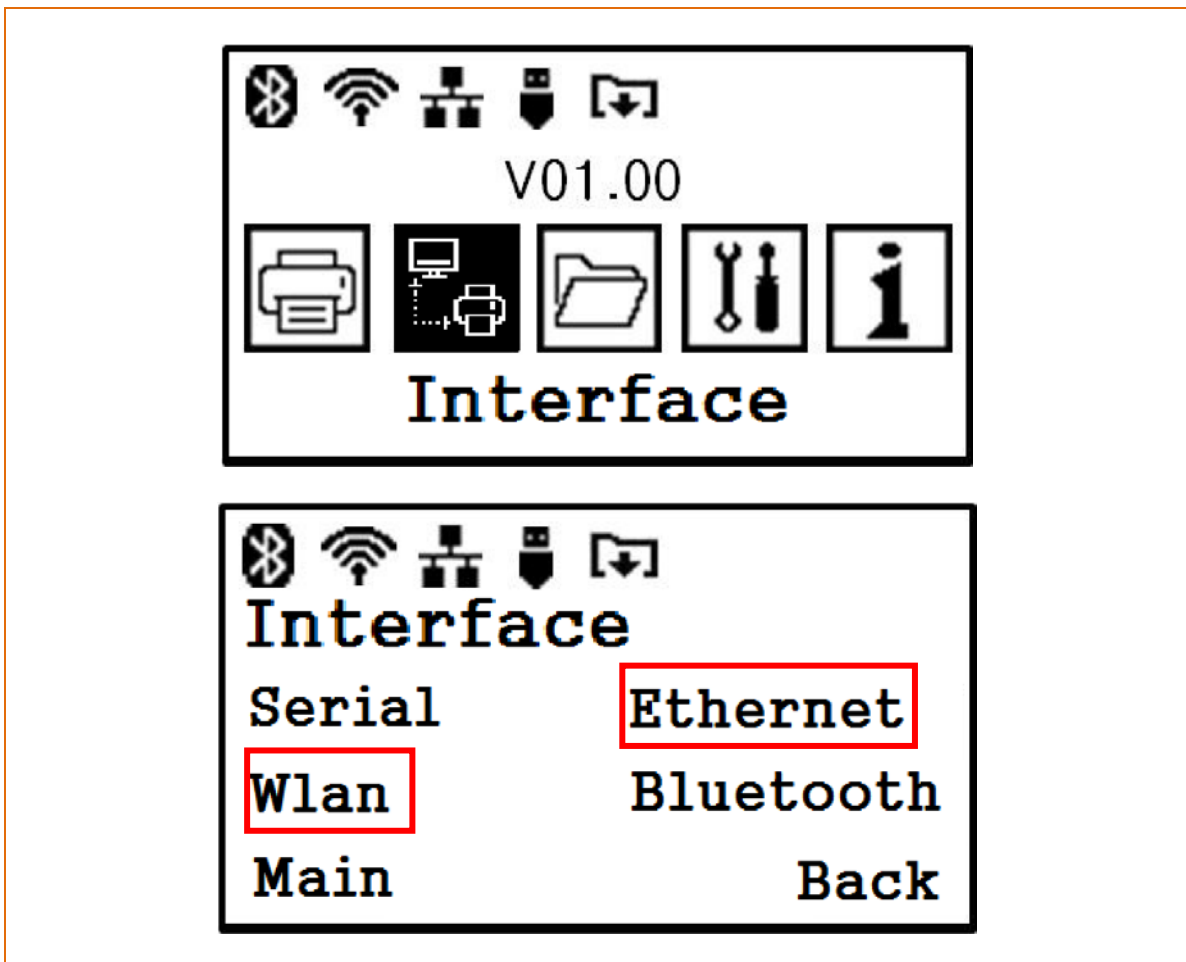 V01.00
Interface
Interface
Serial Ethernet
Wlan Bluetooth
Main Back